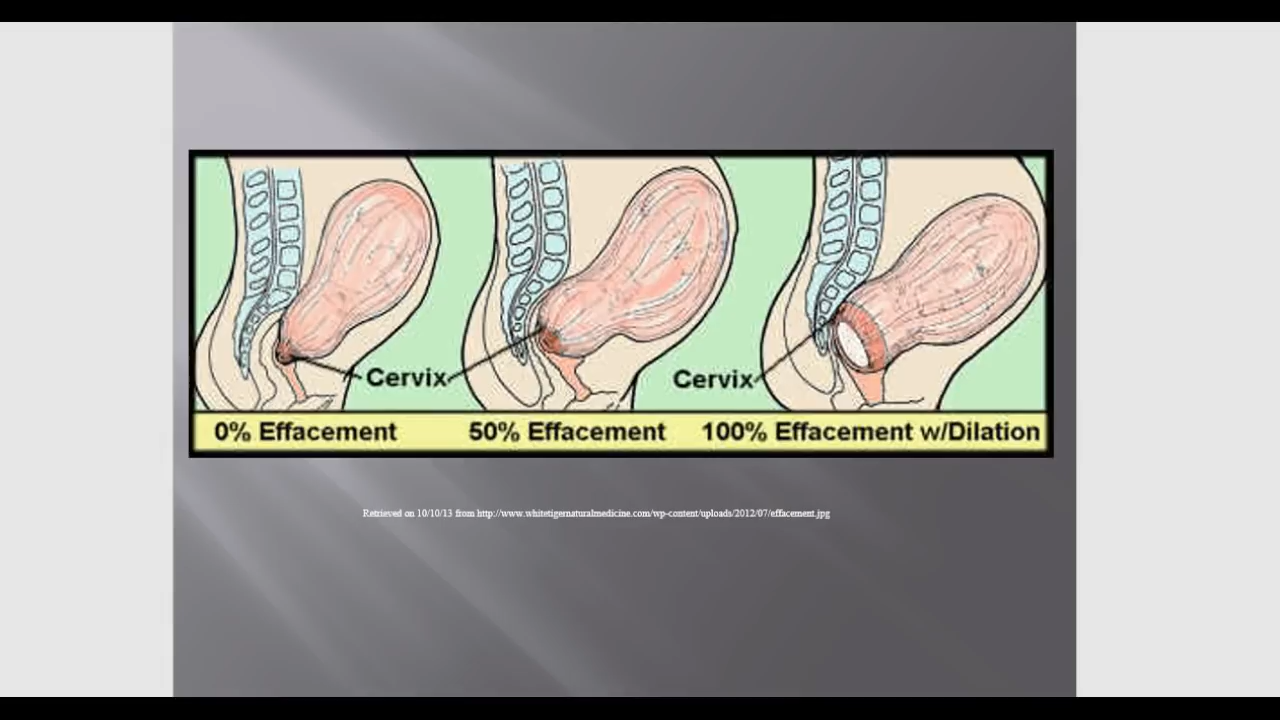 Cervix
Cervix
0% Effacement
50% Effacement
100% Effacement w/Dilation
Retrieved on 10/10/13 from http://www.whitetigernaturalmedicine.com/wp-content/uploads/2012/07/effacement.jpg